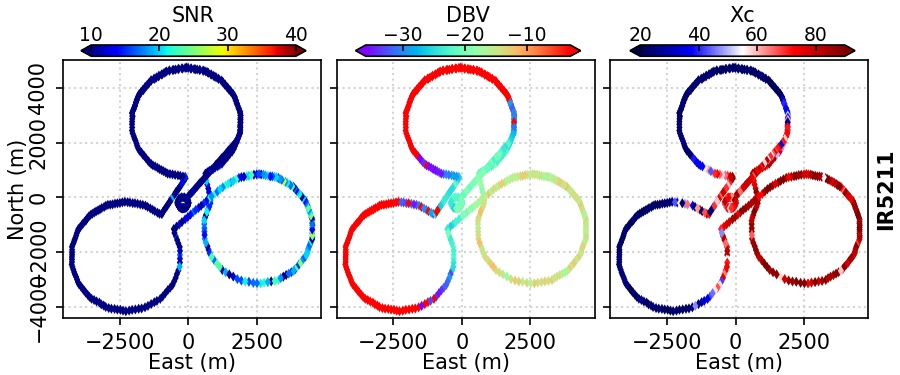 SNR DBV Xc
10 20 30 40 −30 −20 −10 20 40 60 80
North (m)
4000
2000
0
−2000
−4000
−2500 0 2500 −2500 0 2500 −2500 0 2500
East (m) East (m) East (m)
IR5211